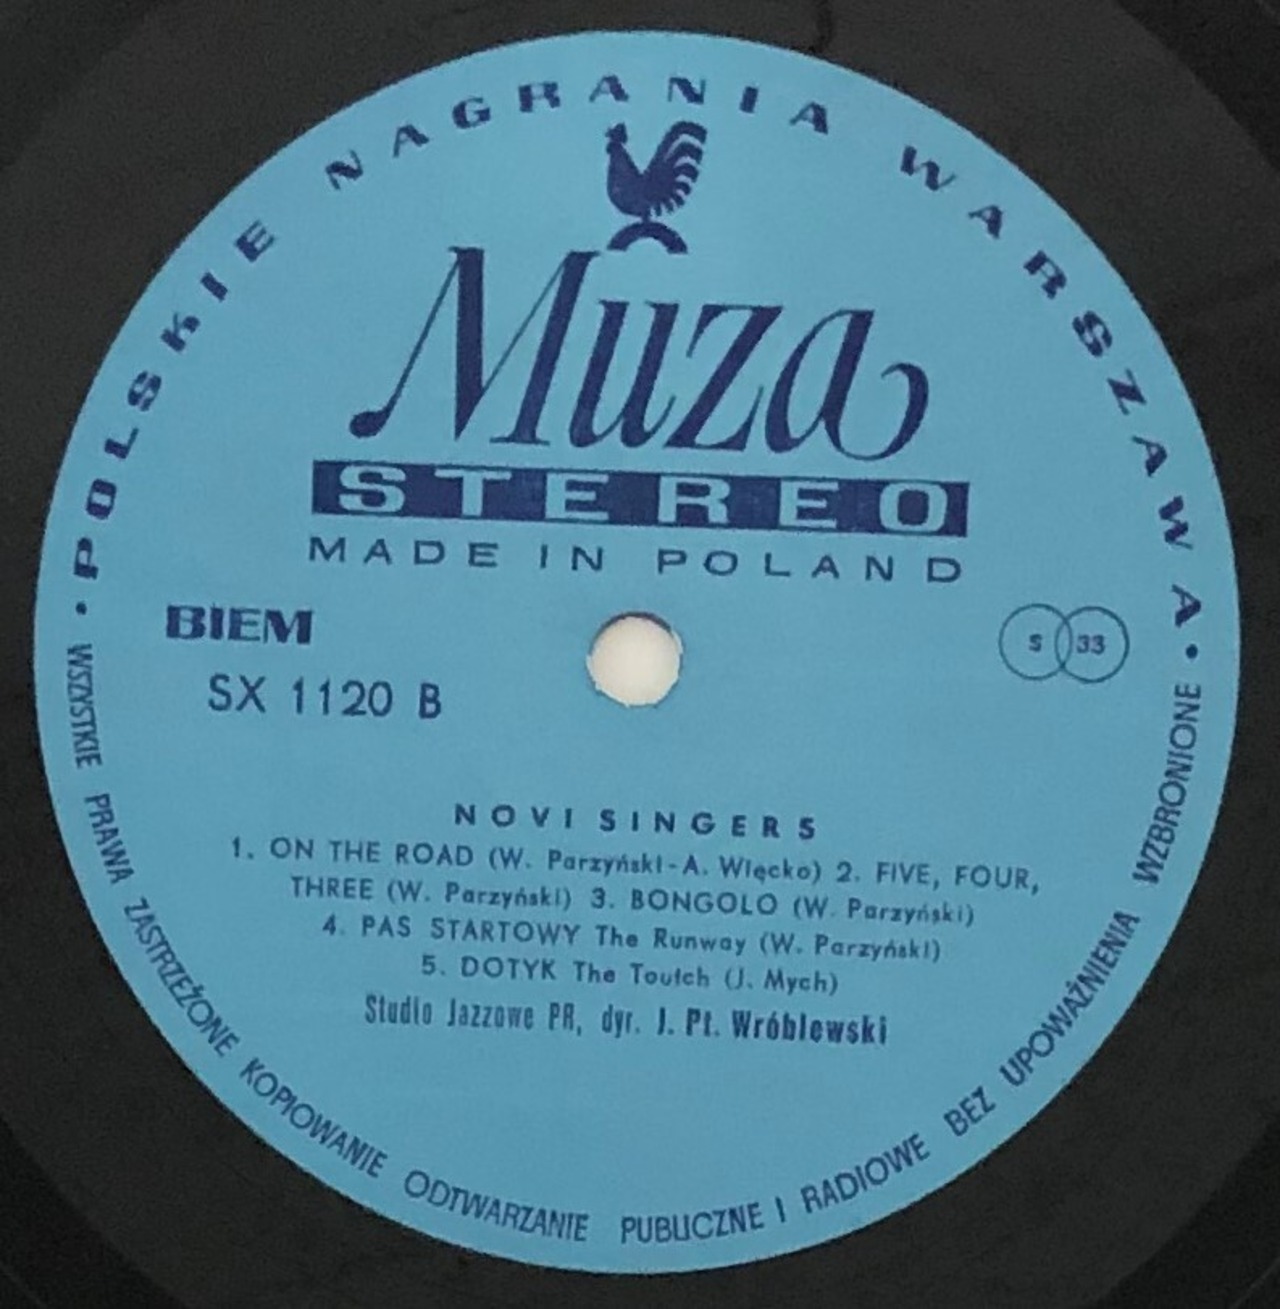 POLSKIE NAGRANIA WARSZAWA
Muza
STEREO
MADE IN POLAND
BIEM
S 33
SX 1120 B
NOVI SINGERS
1. ON THE ROAD (W. Parzyński-A. Więcko) 2. FIVE, FOUR,
THREE (W. Parzyński) 3. BONGOLO (W. Parzyński)
4. PAS STARTOWY The Runway (W. Parzyński)
5. DOTYK The Toutch (J. Mych)
Studio Jazzowe PR, dyr. J. Pt. Wróblewski
WSZYSTKIE PRAWA ZASTRZEŻONE KOPIOWANIE ODTWARZANIE PUBLICZNE I RADIOWE BEZ UPOWAŻNIENIA WZBRONIONE